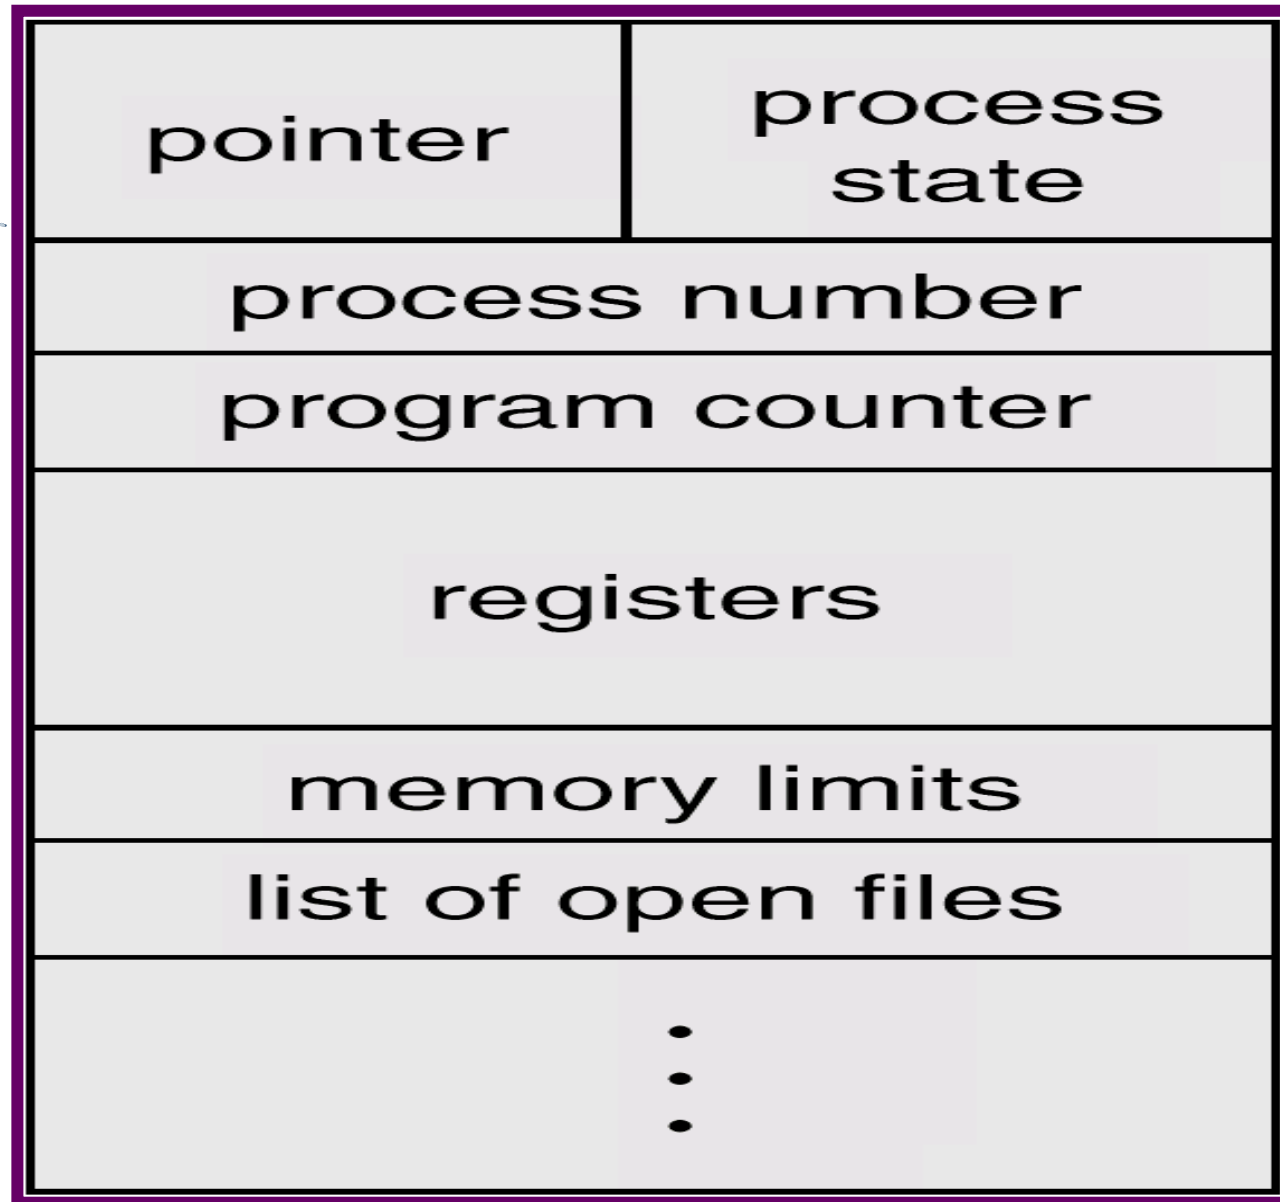 pointer
process
state
process number
program counter
registers
memory limits
list of open files